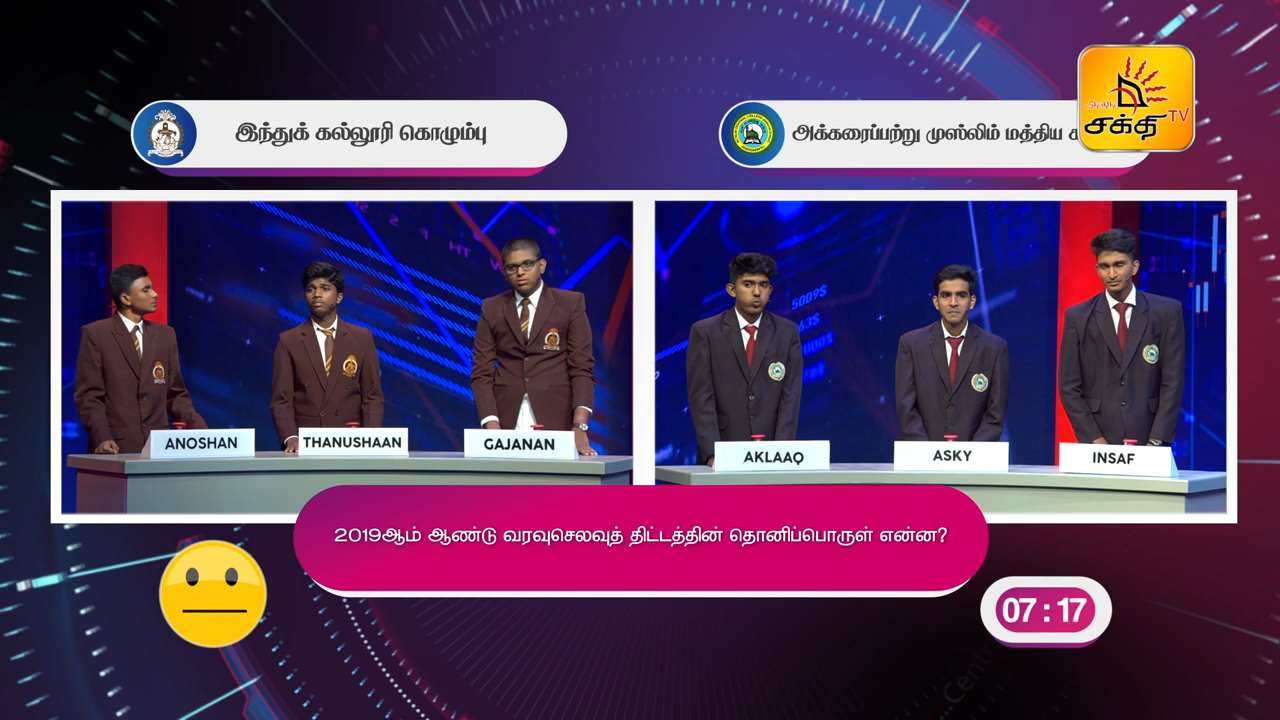 இந்துக் கல்லூரி கொழும்பு
அக்கரைப்பற்று முஸ்லிம் மத்திய
சக்தி TV
5009$
ANOSHAN
THANUSHAAN
GAJANAN
AKLAAQ
ASKY
INSAF
2019ஆம் ஆண்டு வரவுசெலவுத் திட்டத்தின் தொனிப்பொருள் என்ன?
07 : 17